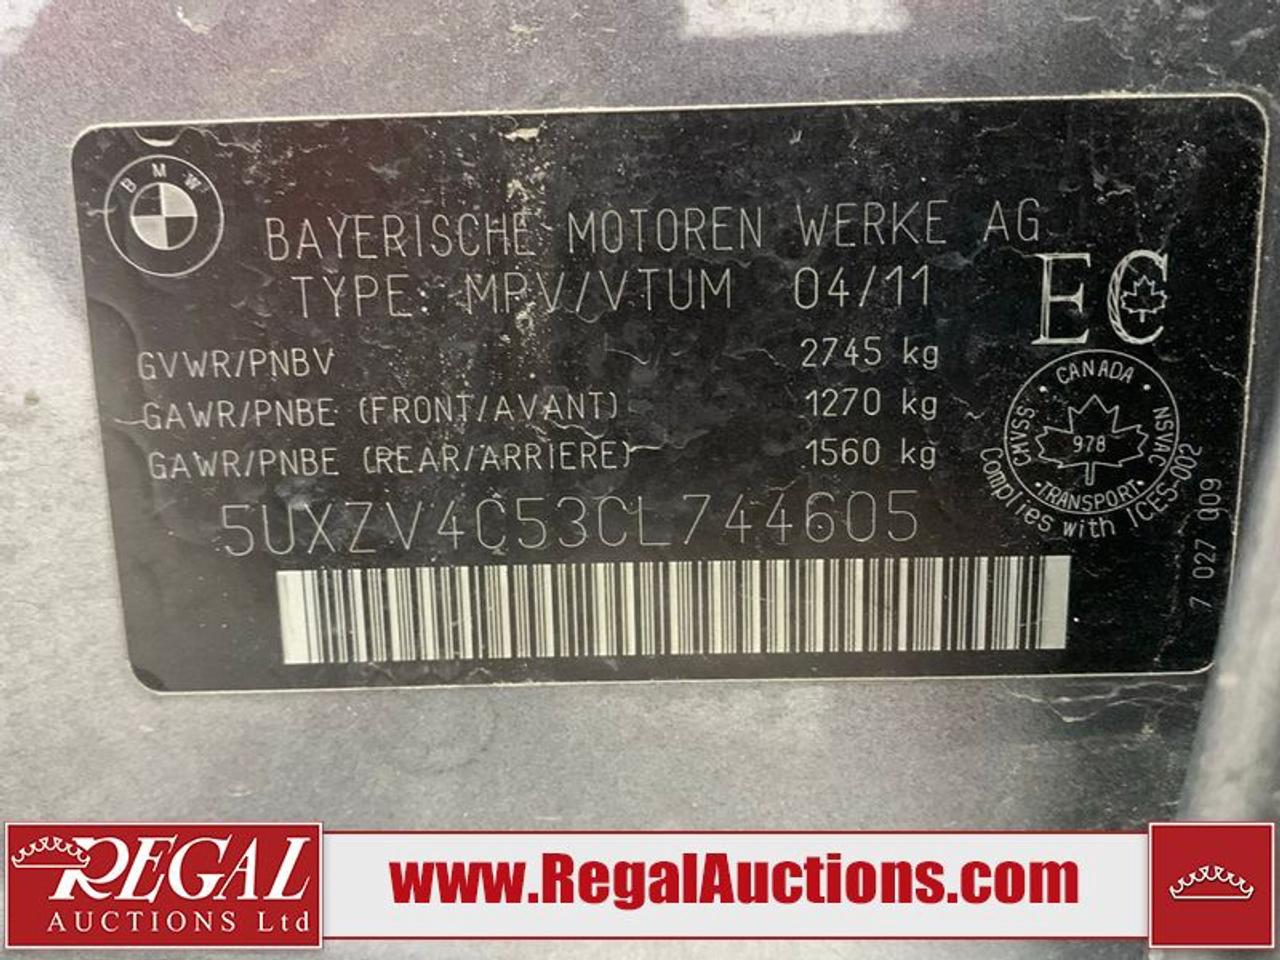 BMW
BAYERISCHE MOTOREN WERKE AG
TYPE: MPV/VTUM 04/11
EC
GVWR/PNBV 2745 kg
GAWR/PNBE (FRONT/AVANT) 1270 kg
GAWR/PNBE (REAR/ARRIERE) 1560 kg
5UXZV4C53CL744605
CANADA
CMVSS NSVAC
978
TRANSPORT
Complies with ICES-002
7 027 009
REGAL
AUCTIONS Ltd
www.RegalAuctions.com